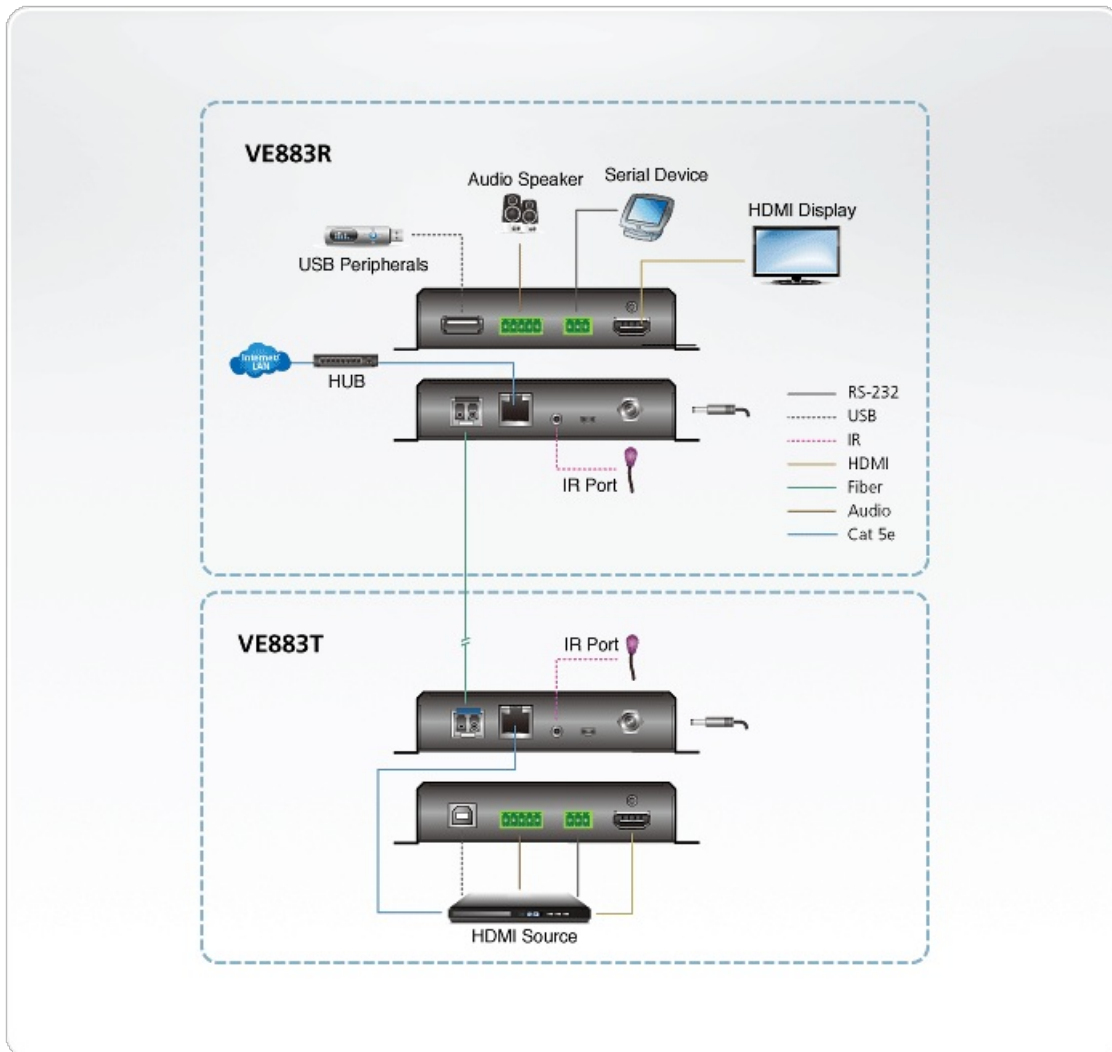 VE883R
Audio Speaker
Serial Device
HDMI Display
USB Peripherals
Internet/
LAN
HUB
IR Port
RS-232
USB
IR
HDMI
Fiber
Audio
Cat 5e
VE883T
IR Port
HDMI Source